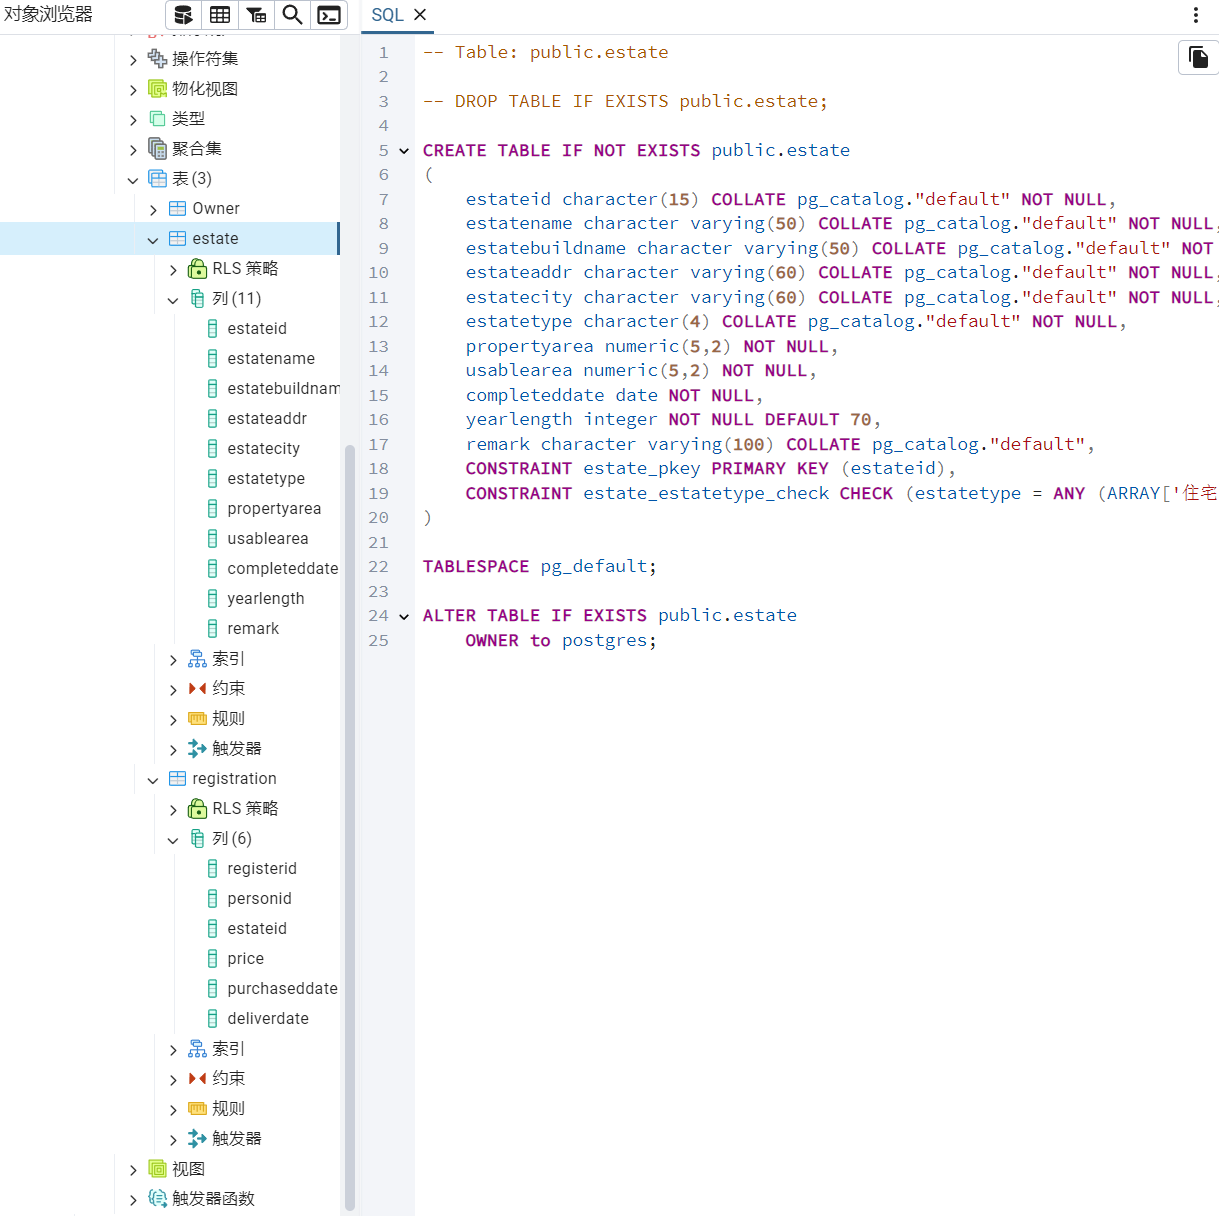 对象浏览器
操作符集
物化视图
类型
聚合集
表 (3)
Owner
estate
RLS 策略
列 (11)
estateid
estatename
estatebuildnam
estateaddr
estatecity
estatetype
propertyarea
usablearea
completeddate
yearlength
remark
索引
约束
规则
触发器
registration
RLS 策略
列 (6)
registerid
personid
estateid
price
purchaseddate
deliverdate
索引
约束
规则
触发器
视图
触发器函数
SQL
1 -- Table: public.estate
2
3 -- DROP TABLE IF EXISTS public.estate;
4
5 CREATE TABLE IF NOT EXISTS public.estate
6 (
7 estateid character(15) COLLATE pg_catalog."default" NOT NULL,
8 estatename character varying(50) COLLATE pg_catalog."default" NOT NULL,
9 estatebuildname character varying(50) COLLATE pg_catalog."default" NOT
10 estateaddr character varying(60) COLLATE pg_catalog."default" NOT NULL,
11 estatecity character varying(60) COLLATE pg_catalog."default" NOT NULL,
12 estatetype character(4) COLLATE pg_catalog."default" NOT NULL,
13 propertyarea numeric(5,2) NOT NULL,
14 usablearea numeric(5,2) NOT NULL,
15 completeddate date NOT NULL,
16 yearlength integer NOT NULL DEFAULT 70,
17 remark character varying(100) COLLATE pg_catalog."default",
18 CONSTRAINT estate_pkey PRIMARY KEY (estateid),
19 CONSTRAINT estate_estatetype_check CHECK (estatetype = ANY (ARRAY['住宅
20 )
21
22 TABLESPACE pg_default;
23
24 ALTER TABLE IF EXISTS public.estate
25 OWNER to postgres;